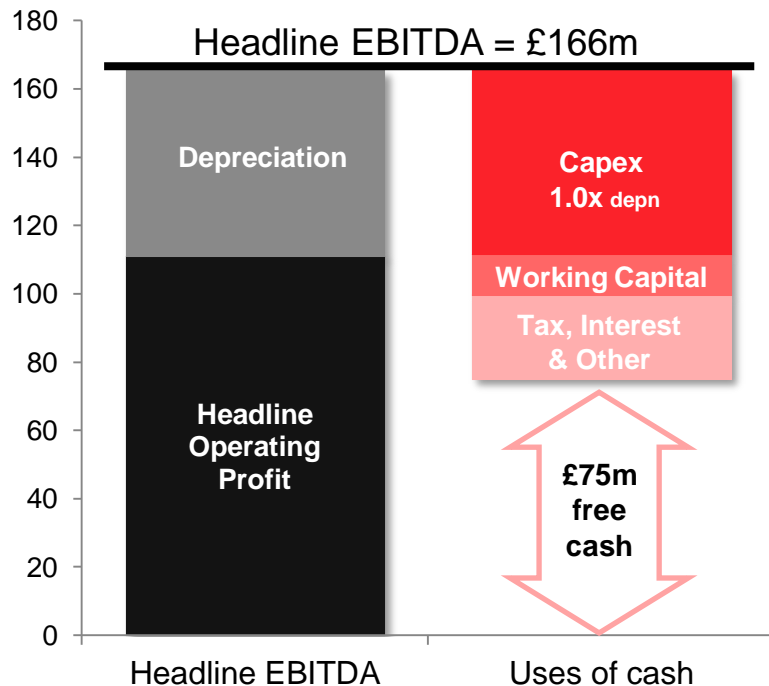 Headline EBITDA = £166m
180
160
140
120
100
80
60
40
20
0
Depreciation
Headline
Operating
Profit
Capex
1.0x depn
Working Capital
Tax, Interest
& Other
£75m
free
cash
Headline EBITDA
Uses of cash